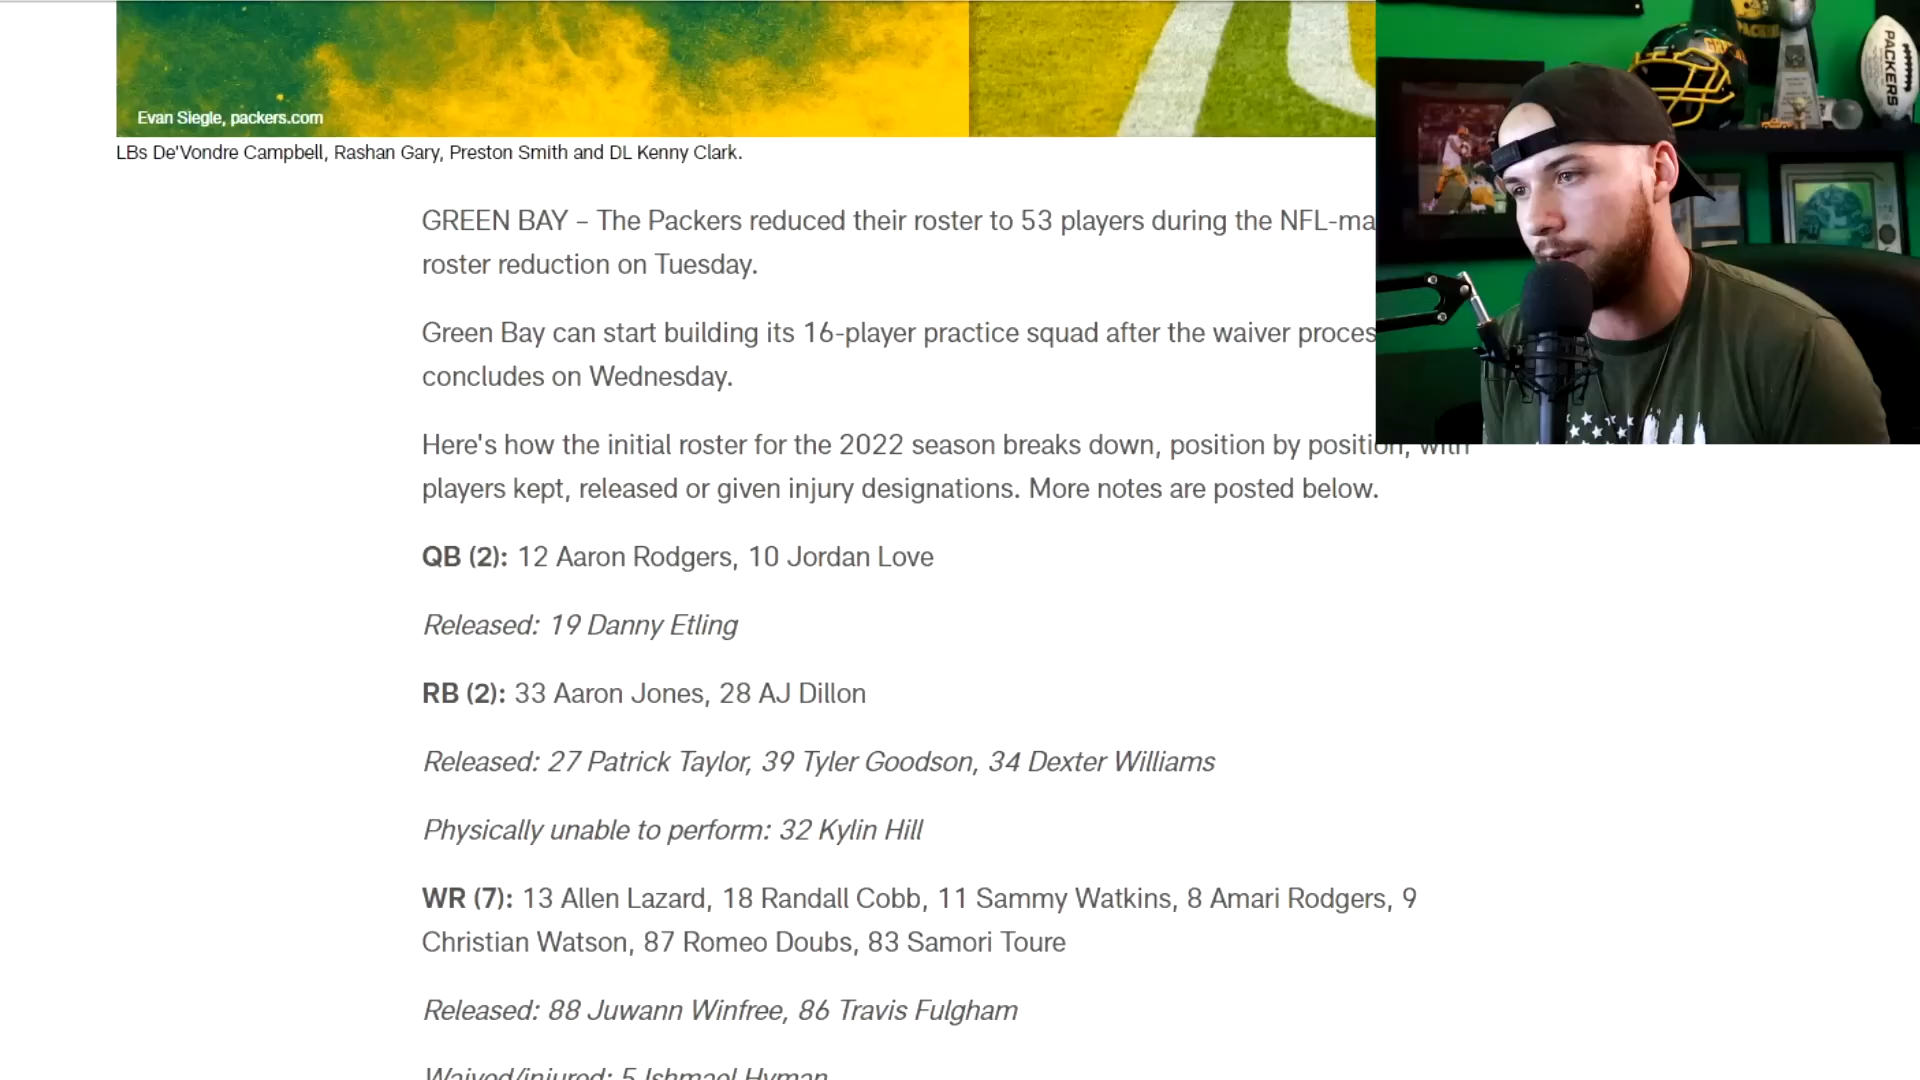 Evan Siegle, packers.com
LBs De'Vondre Campbell, Rashan Gary, Preston Smith and DL Kenny Clark.
GREEN BAY – The Packers reduced their roster to 53 players during the NFL-ma
roster reduction on Tuesday.
Green Bay can start building its 16-player practice squad after the waiver proces
concludes on Wednesday.
Here's how the initial roster for the 2022 season breaks down, position by position, with
players kept, released or given injury designations. More notes are posted below.
QB (2): 12 Aaron Rodgers, 10 Jordan Love
Released: 19 Danny Etling
RB (2): 33 Aaron Jones, 28 AJ Dillon
Released: 27 Patrick Taylor, 39 Tyler Goodson, 34 Dexter Williams
Physically unable to perform: 32 Kylin Hill
WR (7): 13 Allen Lazard, 18 Randall Cobb, 11 Sammy Watkins, 8 Amari Rodgers, 9
Christian Watson, 87 Romeo Doubs, 83 Samori Toure
Released: 88 Juwann Winfree, 86 Travis Fulgham
Waived/injured: 5 Ishmael Hyman
PACKERS